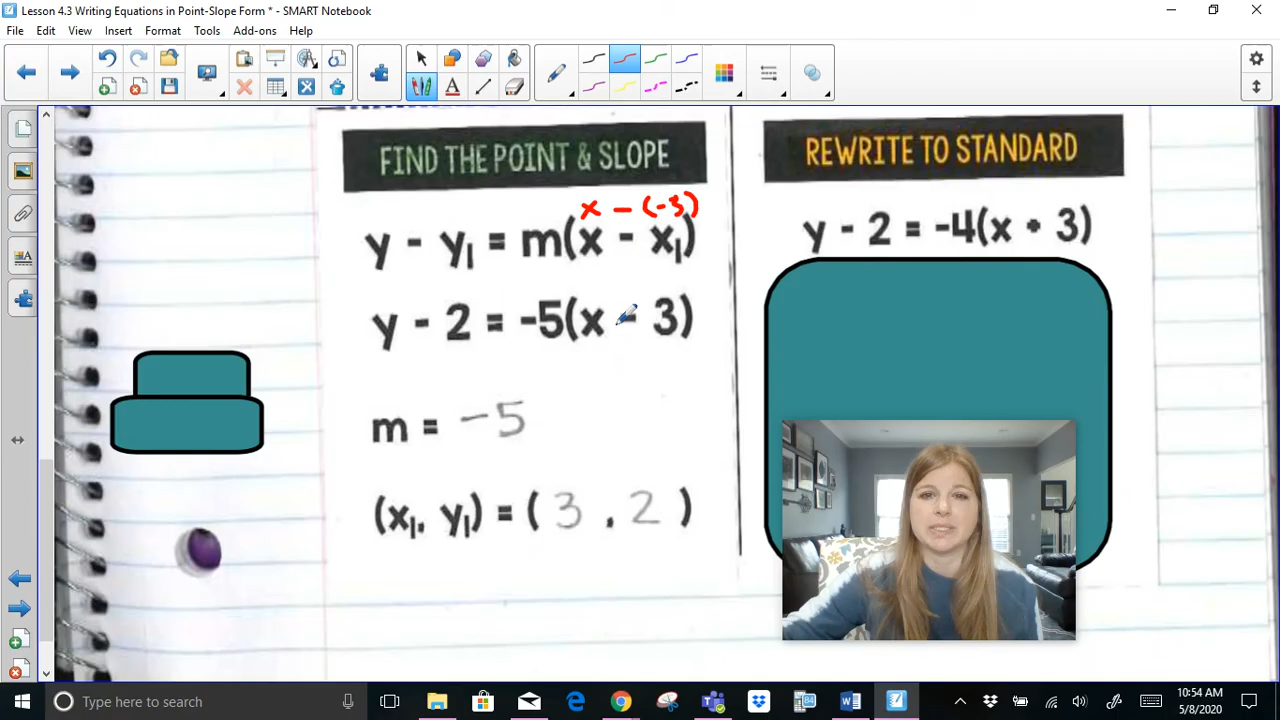 Lesson 4.3 Writing Equations in Point-Slope Form * - SMART Notebook
File Edit View Insert Format Tools Add-ons Help
FIND THE POINT & SLOPE
x - (-3)
y - y₁ = m(x - x₁)
y - 2 = -5(x - 3)
m = -5
(x₁, y₁) = ( 3 , 2 )
REWRITE TO STANDARD
y - 2 = -4(x + 3)
Type here to search
10:54 AM
5/8/2020